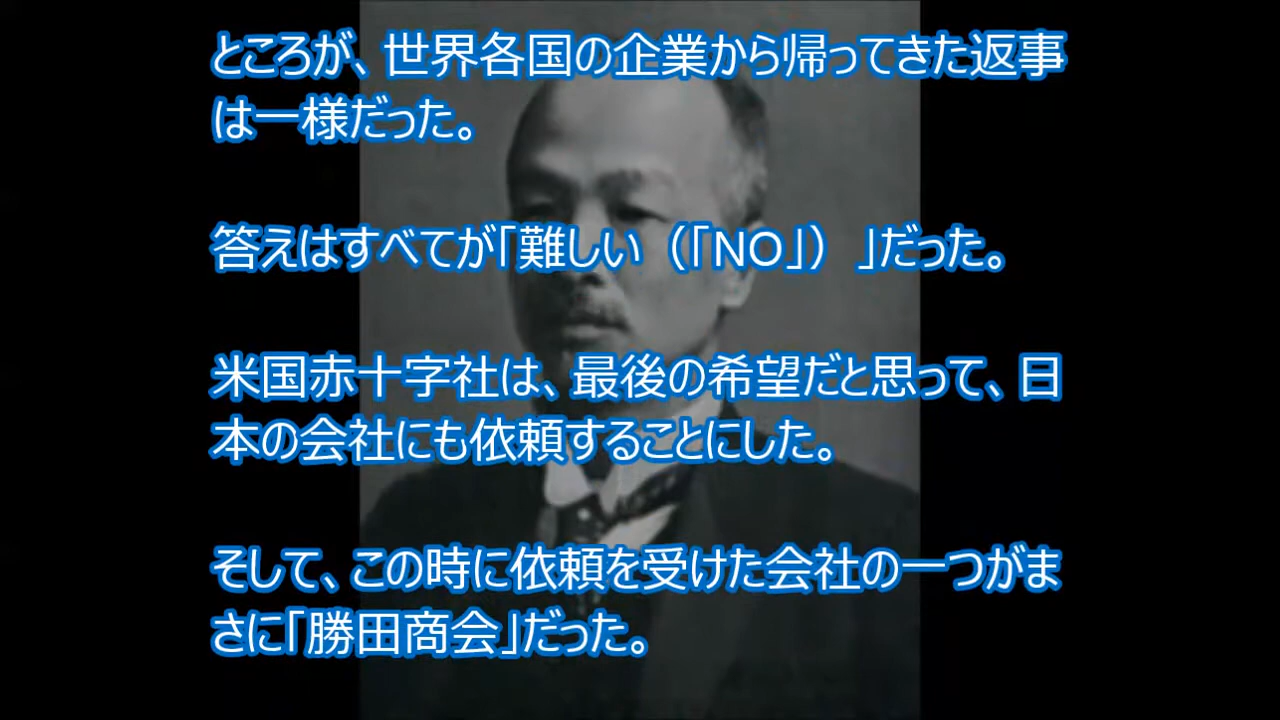 ところが、世界各国の企業から帰ってきた返事
は一様だった。
答えはすべてが「難しい（「NO」）」だった。
米国赤十字社は、最後の希望だと思って、日
本の会社にも依頼することにした。
そして、この時に依頼を受けた会社の一つがま
さに「勝田商会」だった。